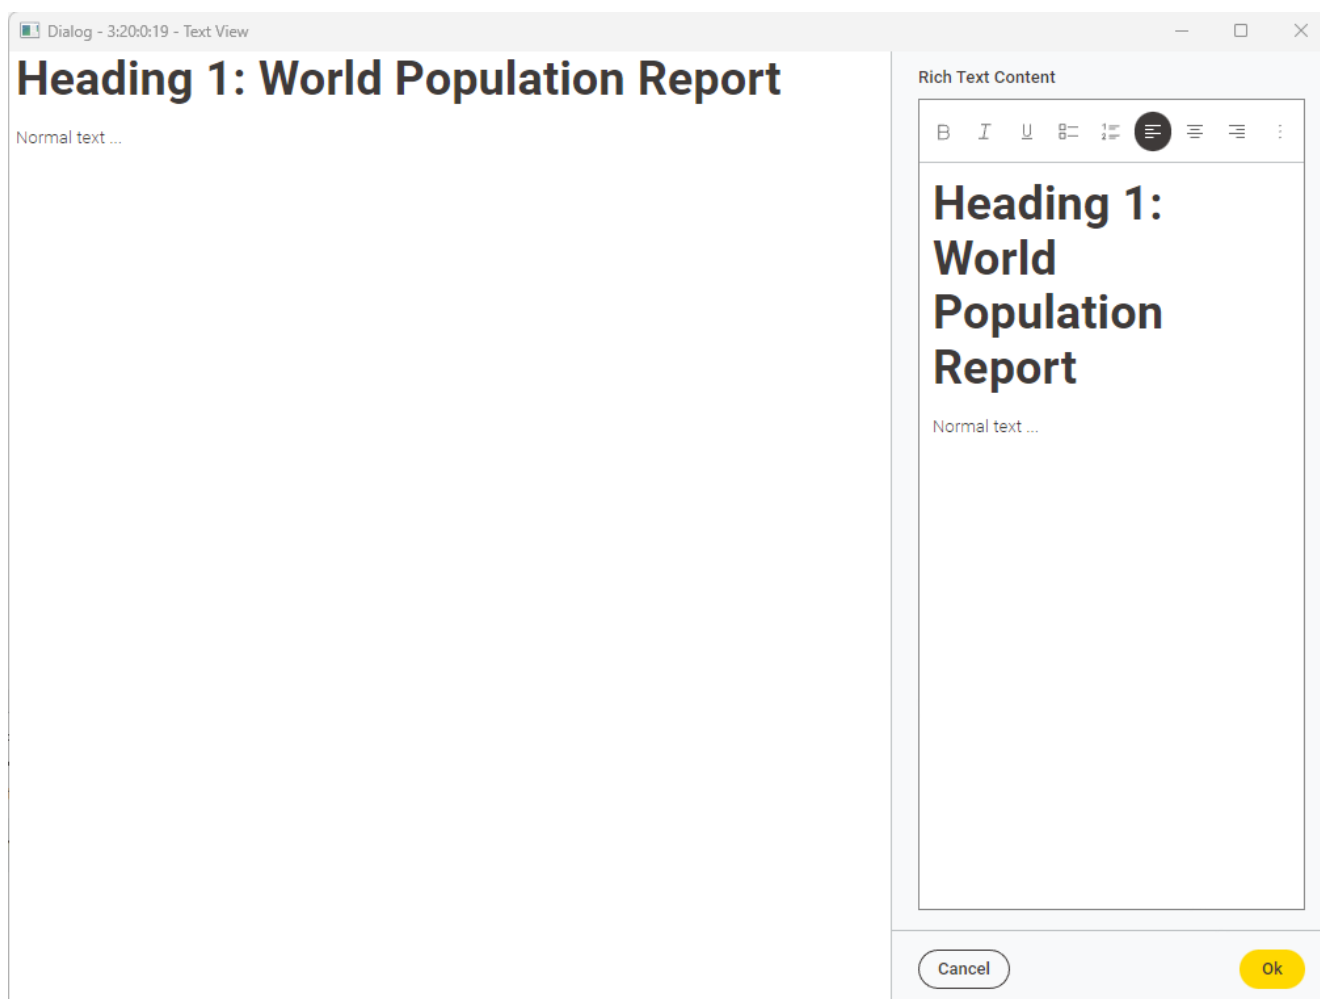 Dialog - 3:20:0:19 - Text View
Heading 1: World Population Report
Normal text ...
Rich Text Content
B I U
Heading 1:
World
Population
Report
Normal text ...
Cancel
Ok